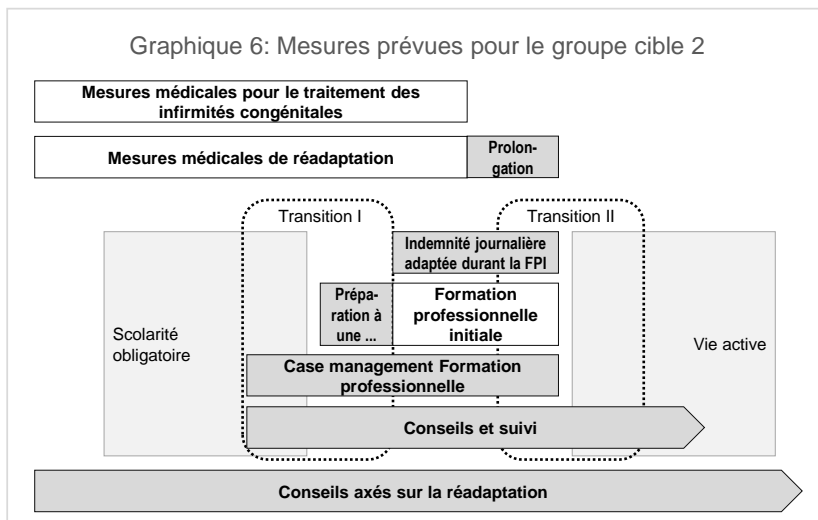 Graphique 6: Mesures prévues pour le groupe cible 2
Mesures médicales pour le traitement des
infirmités congénitales
Mesures médicales de réadaptation
Prolon-
gation
Transition I
Transition II
Indemnité journalière
adaptée durant la FPI
Prépa-
ration à
une ...
Formation
professionnelle
initiale
Scolarité
obligatoire
Vie active
Case management Formation
professionnelle
Conseils et suivi
Conseils axés sur la réadaptation